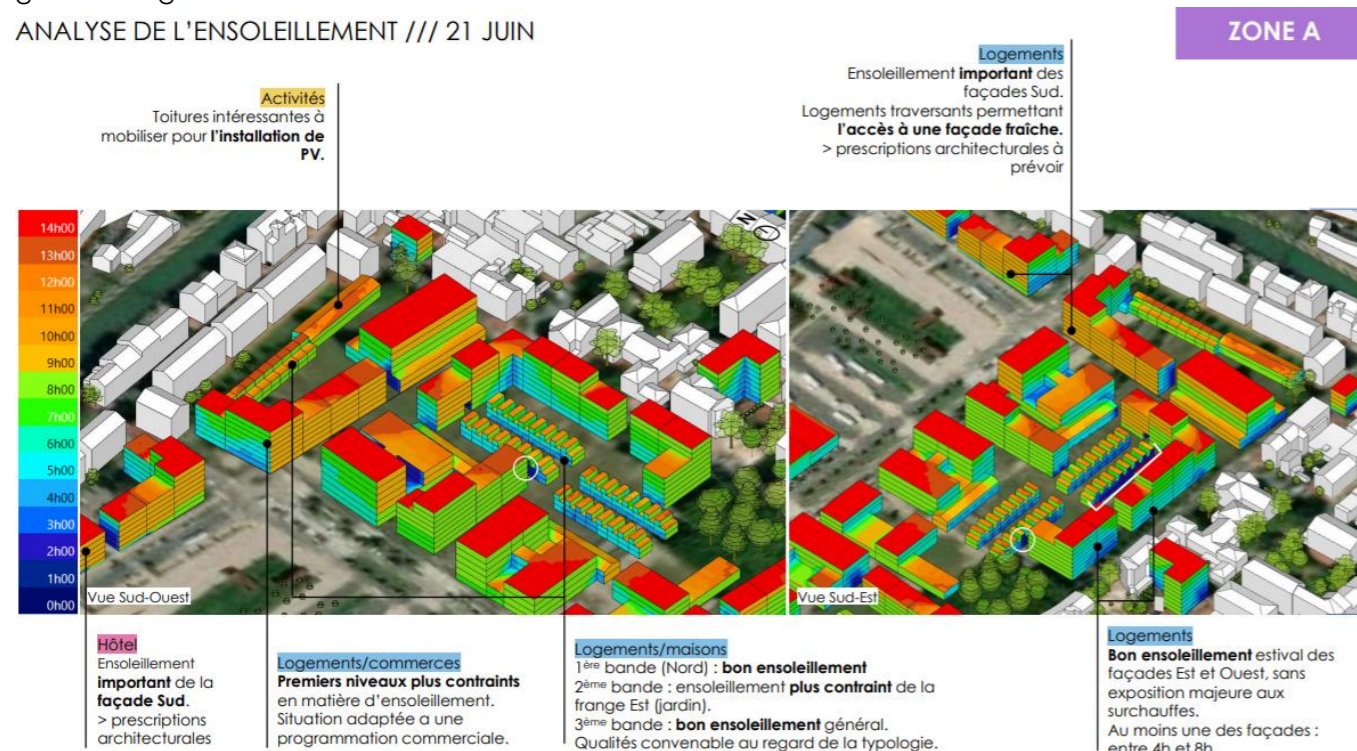 ANALYSE DE L'ENSOLEILLEMENT /// 21 JUIN
ZONE A
Activités
Toitures intéressantes à
mobiliser pour l'installation de
PV.
Logements
Ensoleillement important des
façades Sud.
Logements traversants permettant
l'accès à une façade fraîche.
> prescriptions architecturales à
prévoir
14h00
13h00
12h00
11h00
10h00
9h00
8h00
7h00
6h00
5h00
4h00
3h00
2h00
1h00
0h00
N
Vue Sud-Ouest
Vue Sud-Est
Hôtel
Ensoleillement
important de la
façade Sud.
> prescriptions
architecturales
Logements/commerces
Premiers niveaux plus contraints
en matière d'ensoleillement.
Situation adaptée a une
programmation commerciale.
Logements/maisons
1ère bande (Nord) : bon ensoleillement
2ème bande : ensoleillement plus contraint de la
frange Est (jardin).
3ème bande : bon ensoleillement général.
Qualités convenable au regard de la typologie.
Logements
Bon ensoleillement estival des
façades Est et Ouest, sans
exposition majeure aux
surchauffes.
Au moins une des façades :
entre 4h et 8h